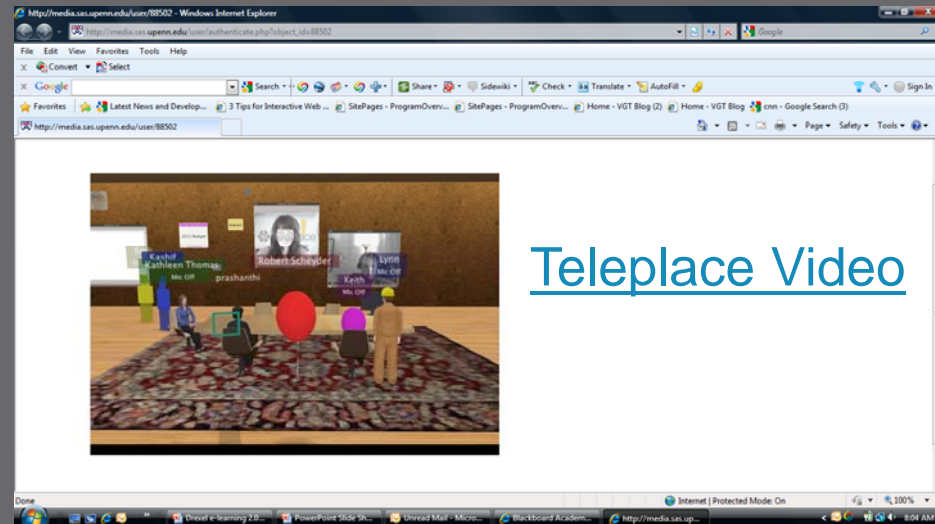 http://media.sas.upenn.edu/user/88502 - Windows Internet Explorer
http://media.sas.upenn.edu/user/authenticate.php?object_id=88502
Google
File Edit View Favorites Tools Help
x Convert Select
x Google Search Share Sidewiki Check Translate AutoFill Sign In
Favorites Latest News and Develop... 3 Tips for Interactive Web ... SitePages - ProgramOverv... SitePages - ProgramOverv... Home - VGT Blog (2) Home - VGT Blog cnn - Google Search (3)
http://media.sas.upenn.edu/user/88502 Page Safety Tools
Kashif
Kathleen Thomas
Mic Off
prashanthi
Robert Scheyder
Lynn
Mic Off
Keith
Mic Off
Teleplace Video
Done Internet | Protected Mode: On 100%
Drexel e-learning 2.0... PowerPoint Slide Sh... Unread Mail - Micro... Blackboard Academ... http://media.sas.up... 8:04 AM